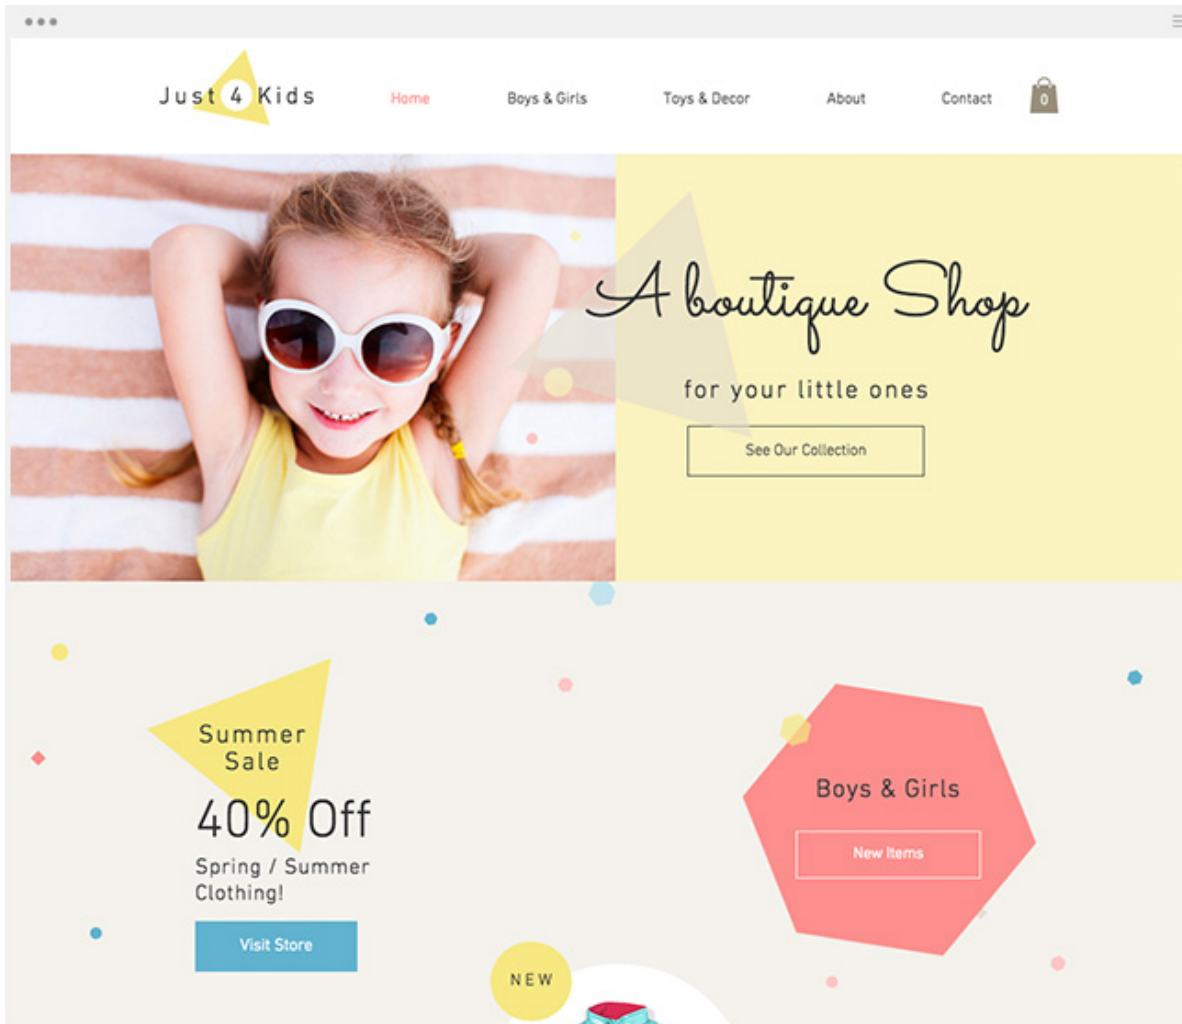 Just 4 Kids
Home
Boys & Girls
Toys & Decor
About
Contact
0
A boutique Shop
for your little ones
See Our Collection
Summer
Sale
40% Off
Spring / Summer
Clothing!
Visit Store
Boys & Girls
New Items
NEW